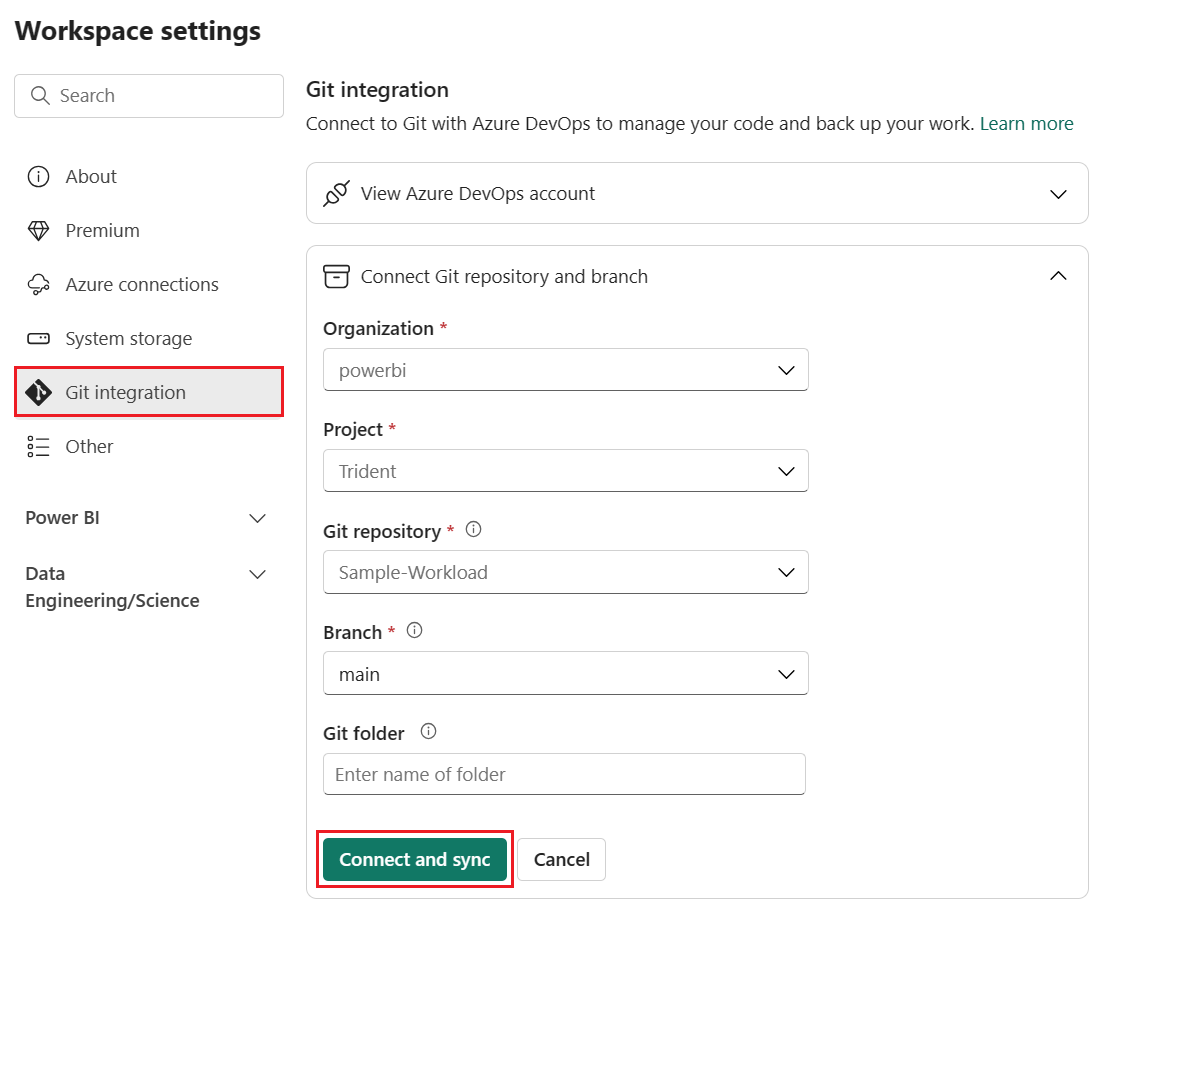 Workspace settings
Search
About
Premium
Azure connections
System storage
Git integration
Other
Power BI
Data
Engineering/Science
Git integration
Connect to Git with Azure DevOps to manage your code and back up your work. Learn more
View Azure DevOps account
Connect Git repository and branch
Organization *
powerbi
Project *
Trident
Git repository *
Sample-Workload
Branch *
main
Git folder
Enter name of folder
Connect and sync
Cancel